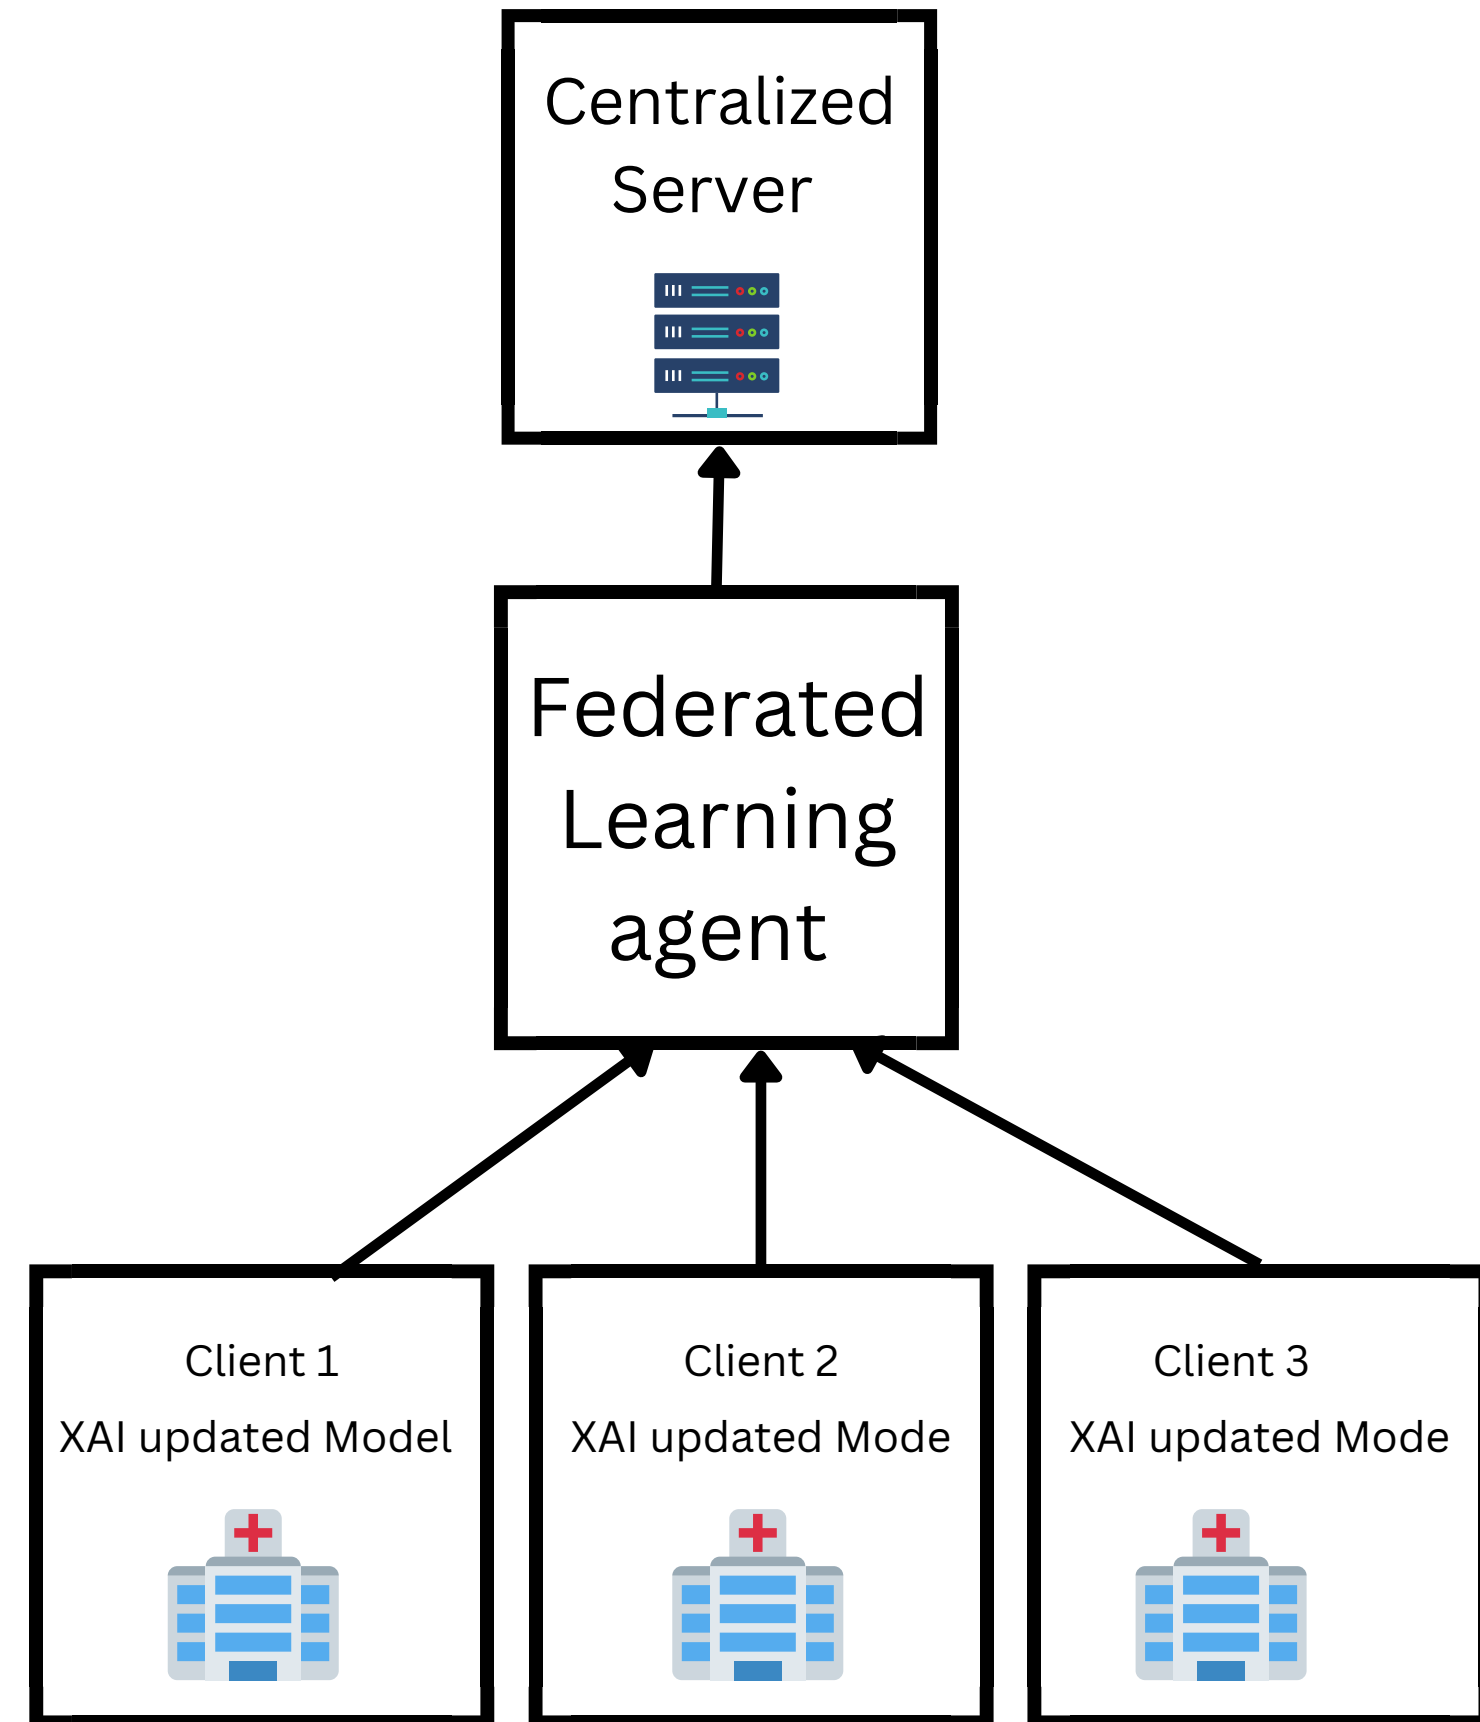 Centralized
Server
Federated
Learning
agent
Client 1
XAI updated Model
Client 2
XAI updated Mode
Client 3
XAI updated Mode